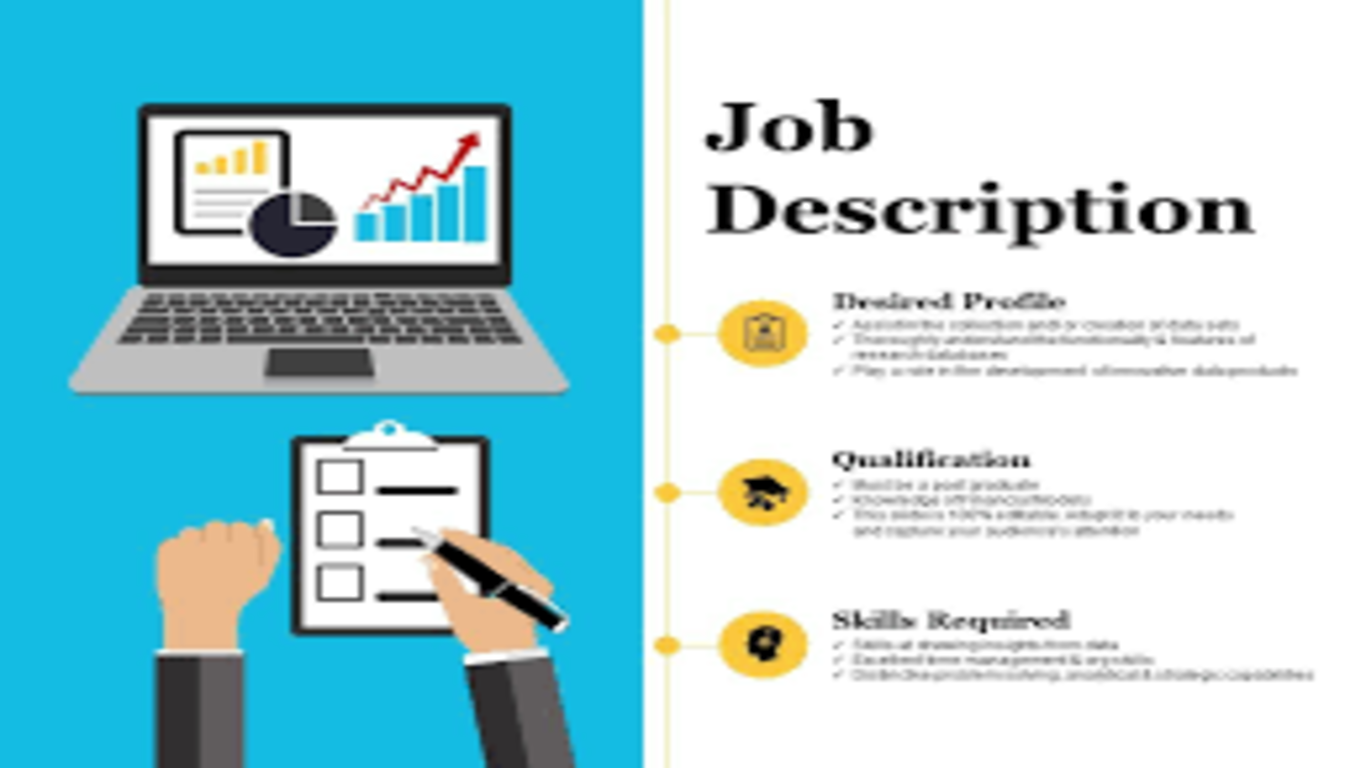 Job
Description
Desired Profile
✓ Assist in the collection and/or creation of data sets
✓ Thoroughly understand the functionality & features of
research databases
✓ Play a role in the development of innovative data products
Qualification
✓ Must be a post graduate
✓ Knowledge of Financial Models
✓ This slide is 100% editable, adapt it to your needs
and capture your audience's attention
Skills Required
✓ Skills at drawing insights from data
✓ Excellent time management & org skills
✓ problem solving, analytical & strategic capabilities